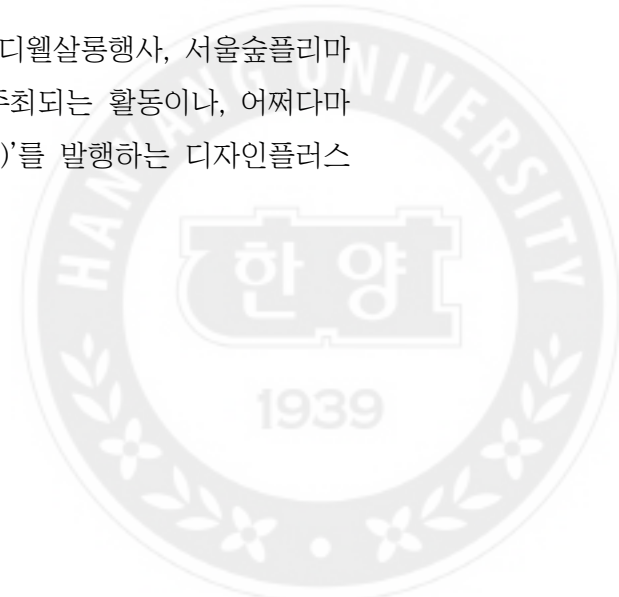 디웰살롱행사, 서울숲플리마
주최되는 활동이나, 어쩌다마
)’를 발행하는 디자인플러스
HANYANG UNIVERSITY
한양
1939